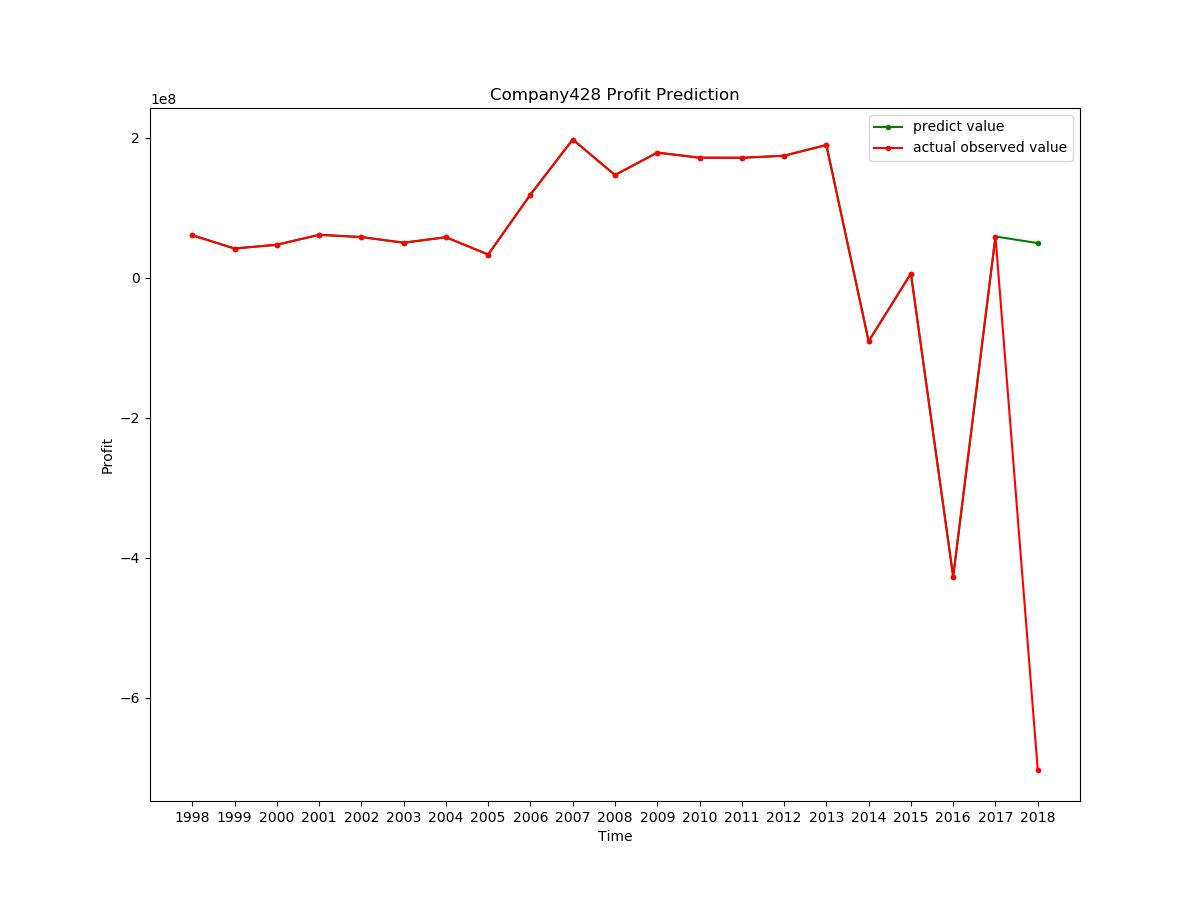 Company428 Profit Prediction
1e8
predict value
actual observed value
2
0
−2
−4
−6
Profit
1998 1999 2000 2001 2002 2003 2004 2005 2006 2007 2008 2009 2010 2011 2012 2013 2014 2015 2016 2017 2018
Time